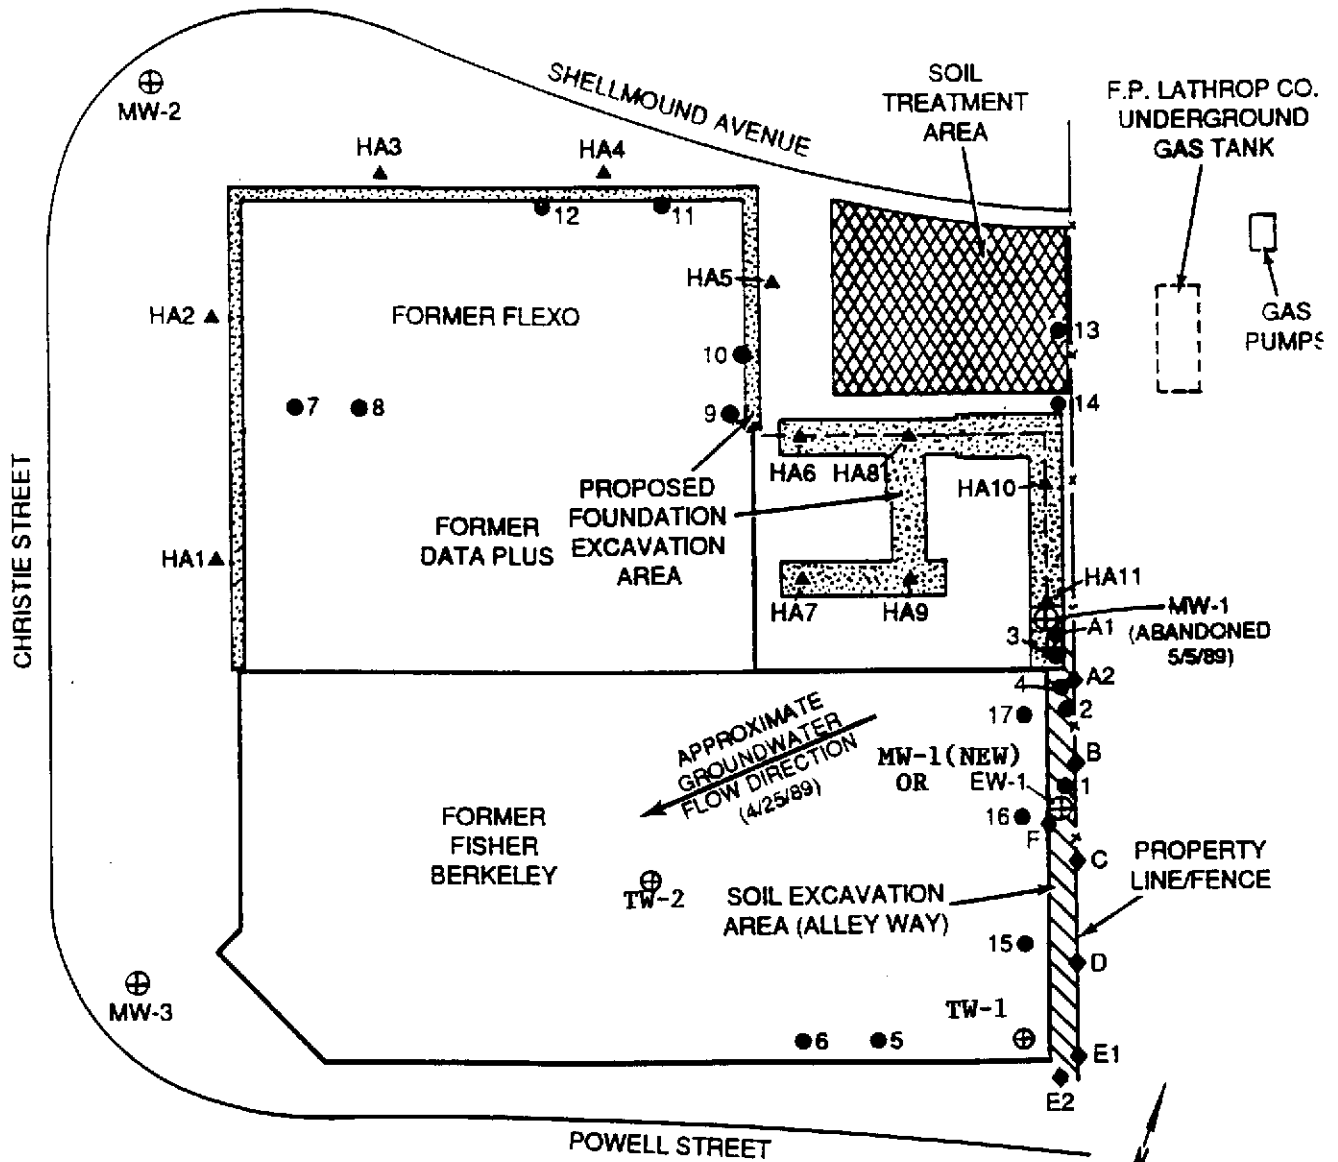 SHELLMOUND AVENUE
SOIL
TREATMENT
AREA
F.P. LATHROP CO.
UNDERGROUND
GAS TANK
MW-2
HA3
HA4
12
11
HA5
HA2
FORMER FLEXO
13
GAS
PUMPS
10
7
8
9
14
HA6
HA8
HA10
PROPOSED
FOUNDATION
EXCAVATION
AREA
CHRISTIE STREET
FORMER
DATA PLUS
HA1
HA7
HA9
HA11
MW-1
(ABANDONED
5/5/89)
3
A1
4
A2
2
17
APPROXIMATE
GROUNDWATER
FLOW DIRECTION
(4/25/89)
MW-1(NEW)
OR
EW-1
B
1
16
F
C
FORMER
FISHER
BERKELEY
TW-2
SOIL EXCAVATION
AREA (ALLEY WAY)
PROPERTY
LINE/FENCE
15
D
MW-3
TW-1
6
5
E1
E2
POWELL STREET